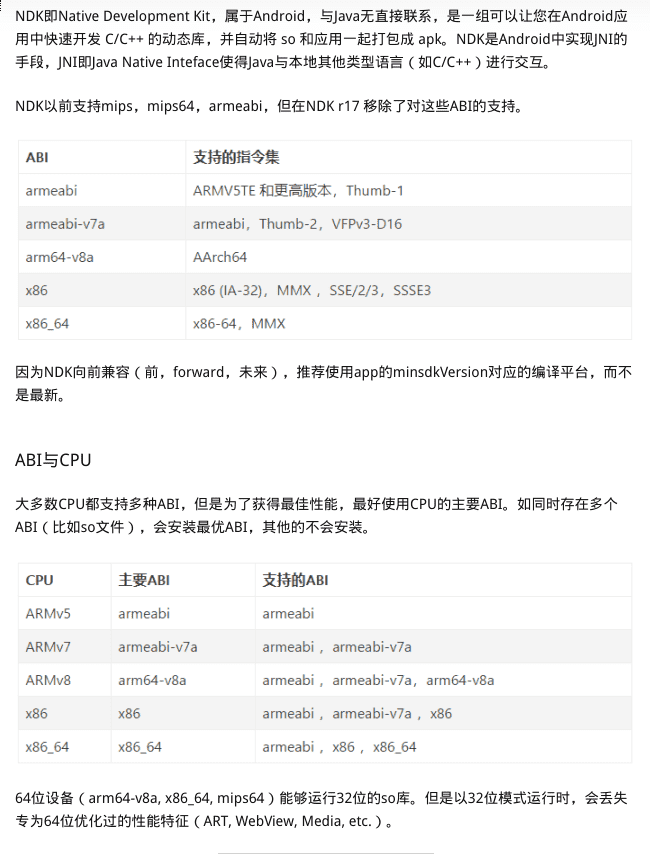 NDK即Native Development Kit，属于Android，与Java无直接联系，是一组可以让您在Android应
用中快速开发 C/C++ 的动态库，并自动将 so 和应用一起打包成 apk。NDK是Android中实现JNI的
手段，JNI即Java Native Inteface使得Java与本地其他类型语言（如C/C++）进行交互。
NDK以前支持mips，mips64，armeabi，但在NDK r17 移除了对这些ABI的支持。
ABI 支持的指令集
armeabi ARMV5TE 和更高版本，Thumb-1
armeabi-v7a armeabi，Thumb-2，VFPv3-D16
arm64-v8a AArch64
x86 x86 (IA-32)，MMX ，SSE/2/3，SSSE3
x86_64 x86-64，MMX
因为NDK向前兼容（前，forward，未来），推荐使用app的minsdkVersion对应的编译平台，而不
是最新。
ABI与CPU
大多数CPU都支持多种ABI，但是为了获得最佳性能，最好使用CPU的主要ABI。如同时存在多个
ABI（比如so文件），会安装最优ABI，其他的不会安装。
CPU 主要ABI 支持的ABI
ARMv5 armeabi armeabi
ARMv7 armeabi-v7a armeabi ，armeabi-v7a
ARMv8 arm64-v8a armeabi ，armeabi-v7a，arm64-v8a
x86 x86 armeabi ，armeabi-v7a ，x86
x86_64 x86_64 armeabi ，x86 ，x86_64
64位设备（arm64-v8a, x86_64, mips64）能够运行32位的so库。但是以32位模式运行时，会丢失
专为64位优化过的性能特征（ART, WebView, Media, etc.）。